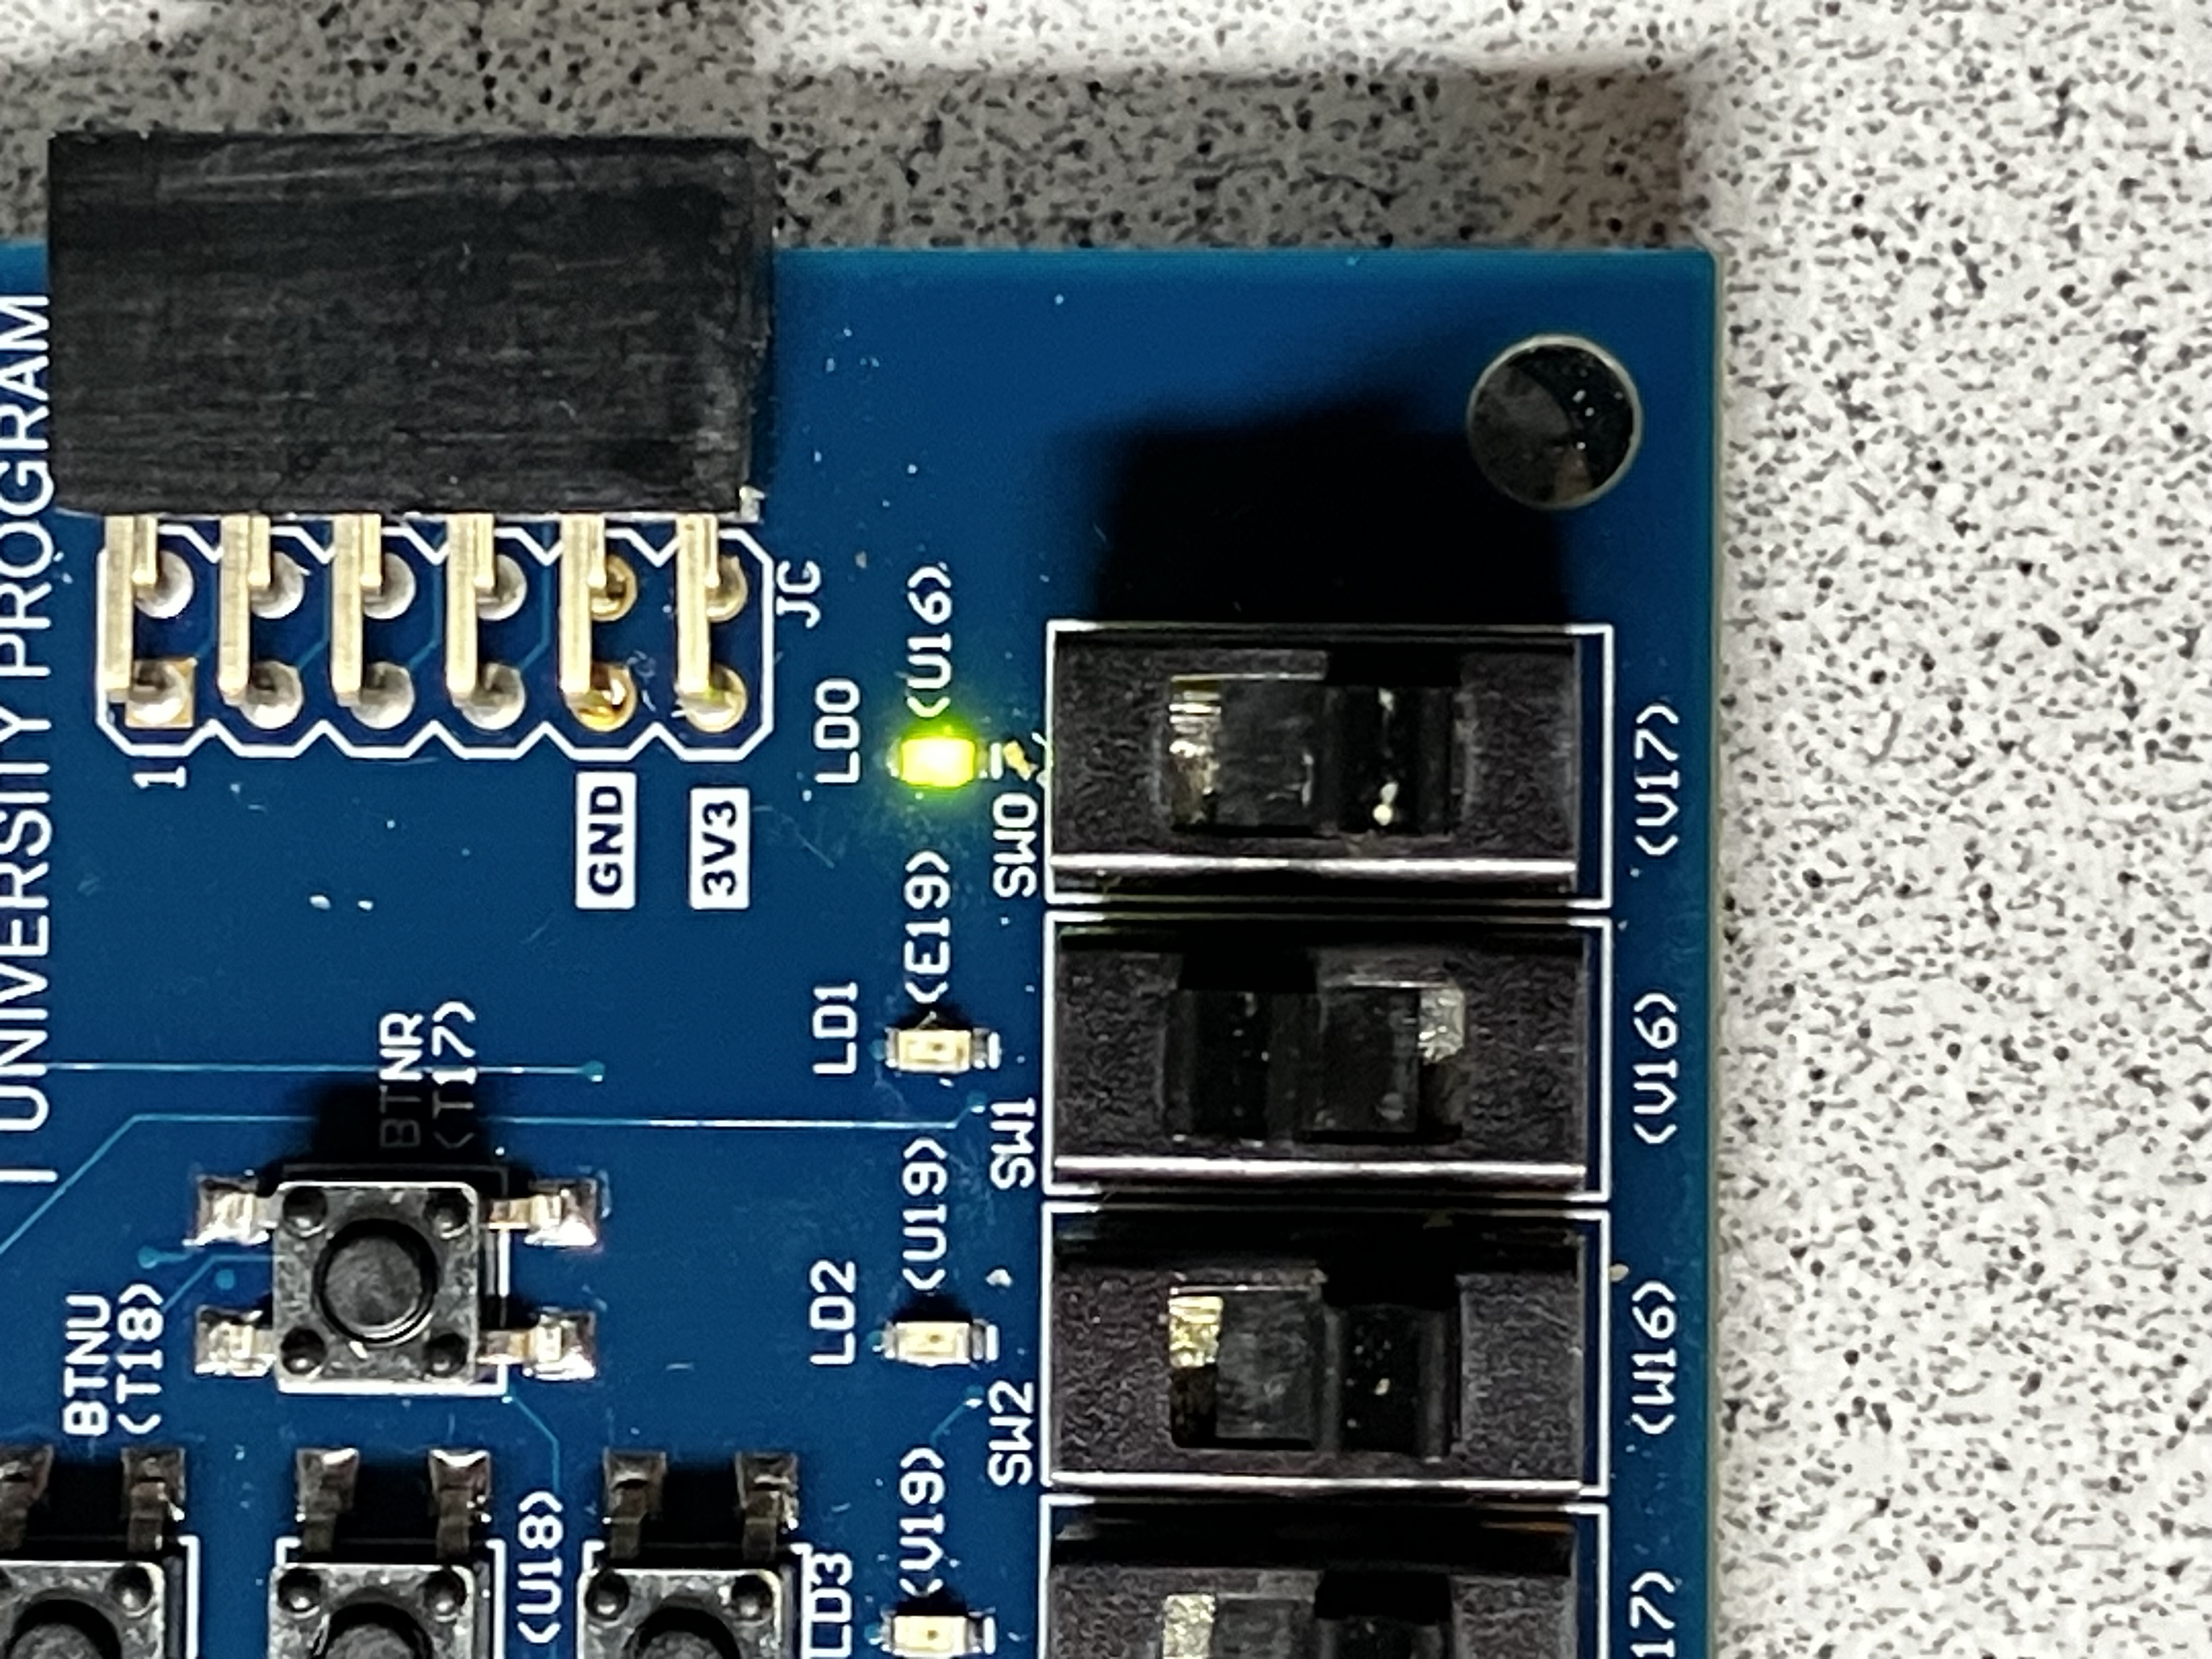 UNIVERSITY PROGRAM
BTNU
(T18)
1
BTNR
(T17)
(U18)
GND
3V3
JC
LD3
LD2
LD1
LD0
(V19)
(U19)
(E19)
(U16)
SW2
SW1
SW0
17)
(W16)
(V16)
(V17)